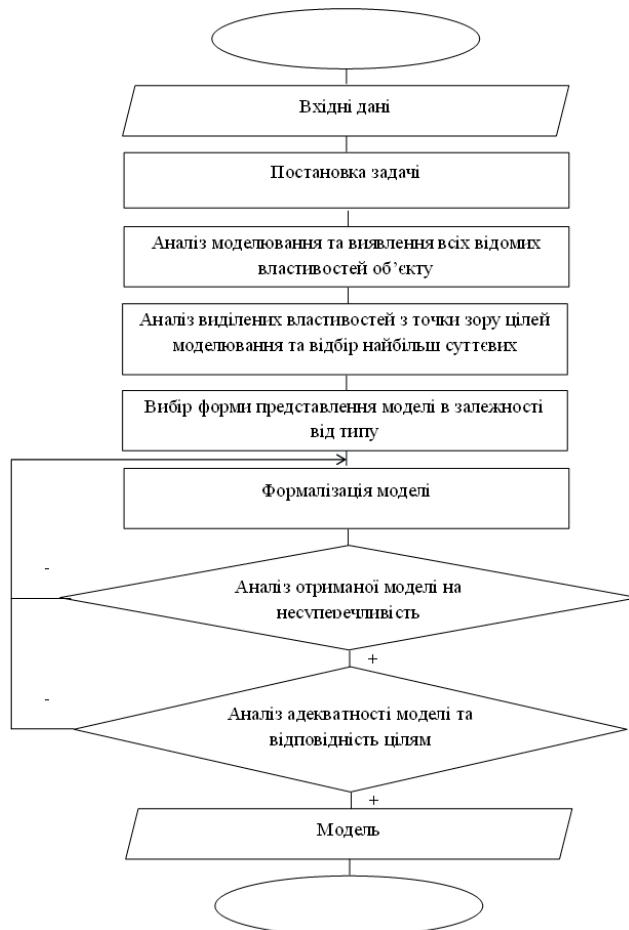 Вхідні дані
Постановка задачі
Аналіз моделювання та виявлення всіх відомих
властивостей об’єкту
Аналіз виділених властивостей з точки зору цілей
моделювання та відбір найбільш суттєвих
Вибір форми представлення моделі в залежності
від типу
Формалізація моделі
-
Аналіз отриманої моделі на
несуперечливість
+
-
Аналіз адекватності моделі та
відповідність цілям
+
Модель